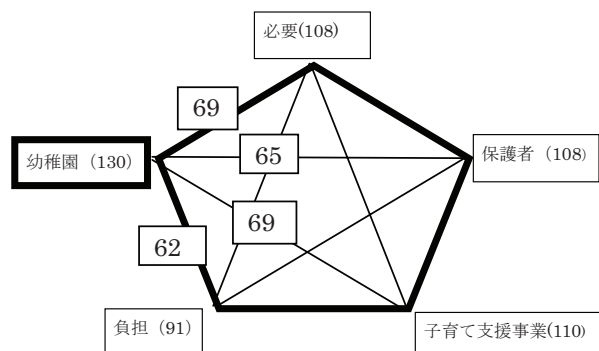 必要(108)
69
幼稚園（130）
65
保護者（108）
69
62
負担（91）
子育て支援事業(110)